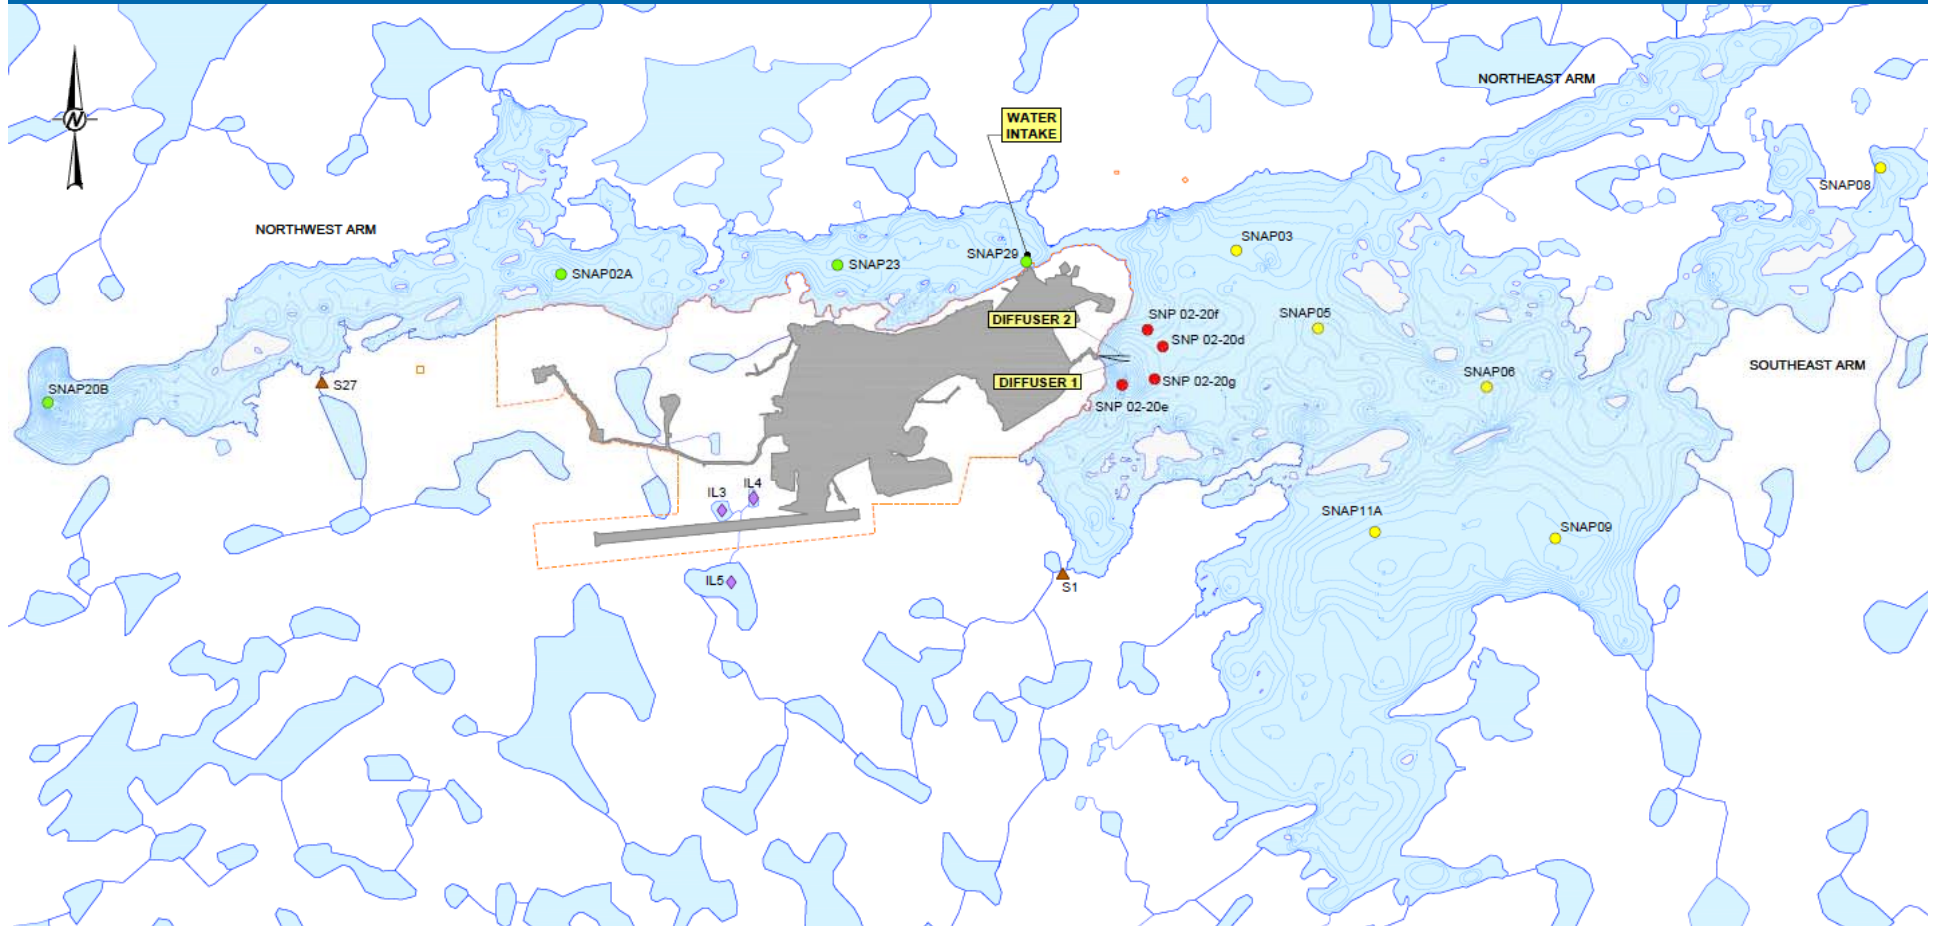 N
NORTHEAST ARM
WATER
INTAKE
SNAP08
NORTHWEST ARM
SNAP03
SNAP29
SNAP23
SNAP02A
DIFFUSER 2
SNP 02-20f
SNAP05
SNP 02-20d
SOUTHEAST ARM
SNAP06
DIFFUSER 1
SNP 02-20g
S27
SNAP20B
SNP 02-20e
IL4
IL3
SNAP11A
SNAP09
IL5
S1